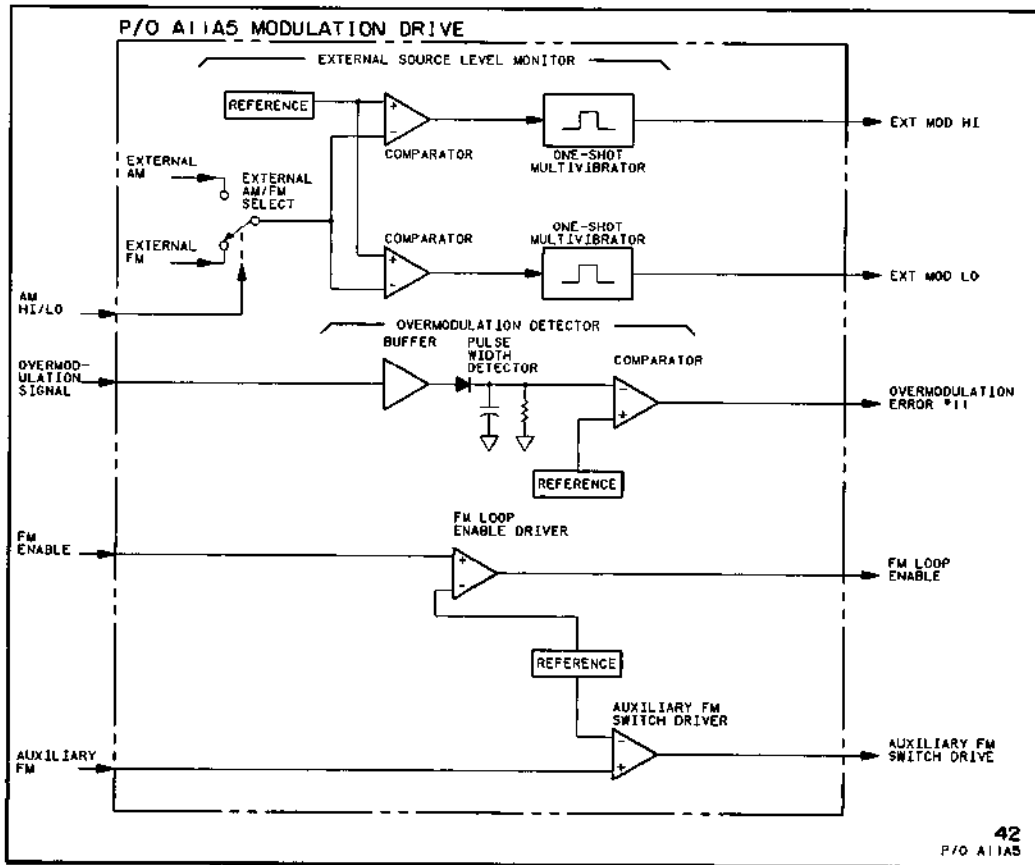 P/O A11A5 MODULATION DRIVE
EXTERNAL SOURCE LEVEL MONITOR
REFERENCE
+
-
COMPARATOR
ONE-SHOT
MULTIVIBRATOR
EXT MOD HI
EXTERNAL
AM
EXTERNAL
AM/FM
SELECT
EXTERNAL
FM
COMPARATOR
+
-
ONE-SHOT
MULTIVIBRATOR
EXT MOD LO
AM
HI/LO
OVERMODULATION DETECTOR
BUFFER
PULSE
WIDTH
DETECTOR
COMPARATOR
-
+
OVERMOD-
ULATION
SIGNAL
OVERMODULATION
ERROR *11
REFERENCE
FM LOOP
ENABLE DRIVER
FM
ENABLE
+
-
FM LOOP
ENABLE
REFERENCE
AUXILIARY FM
SWITCH DRIVER
-
+
AUXILIARY
FM
AUXILIARY FM
SWITCH DRIVE
42
P/O A11A5